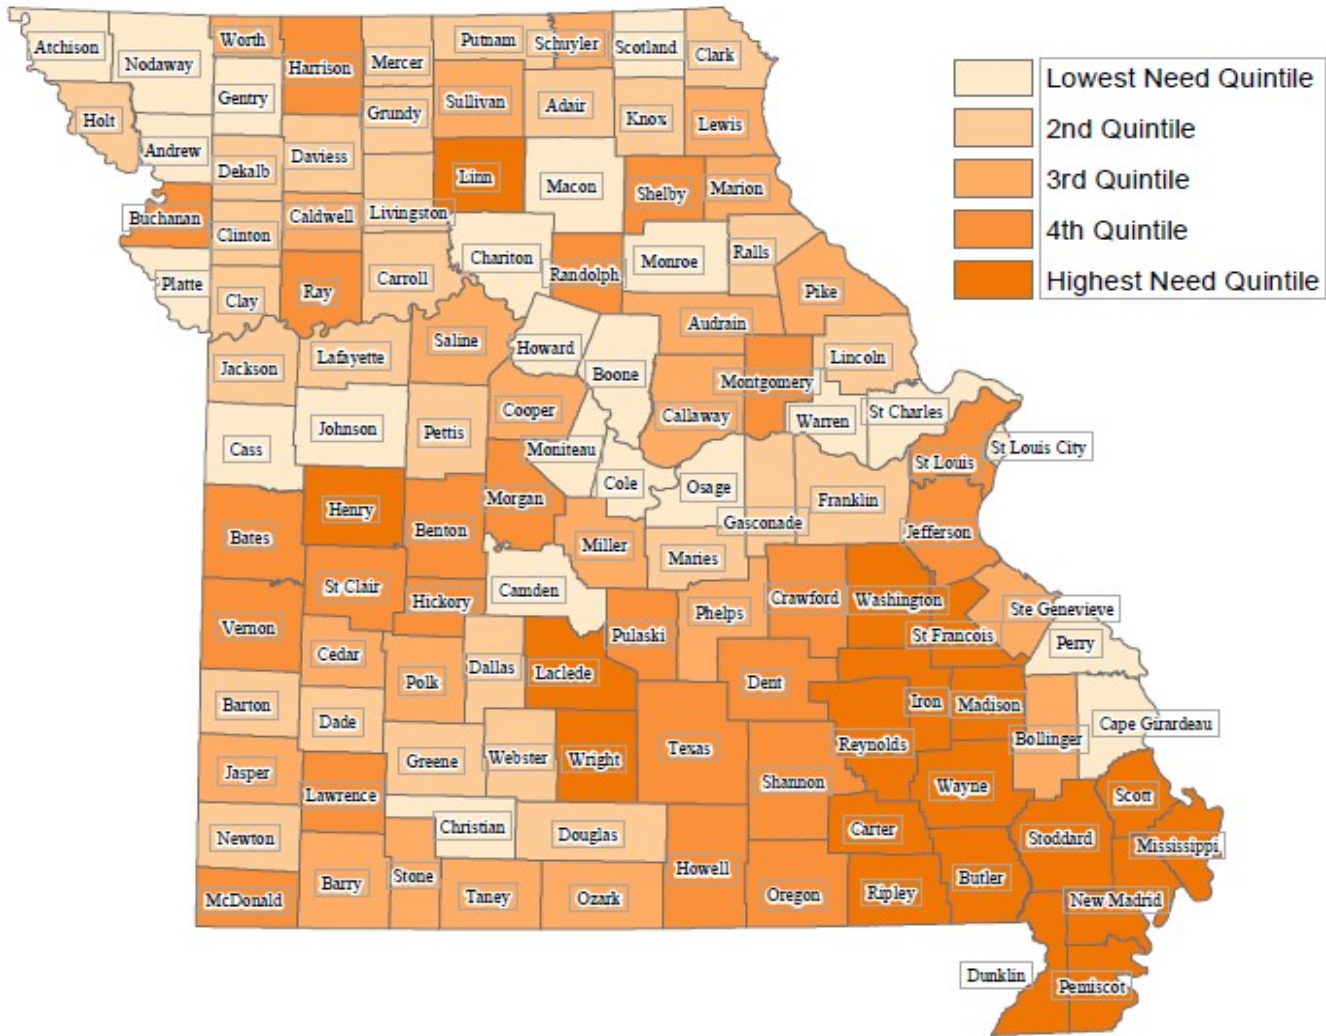 Atchison
Nodaway
Worth
Harrison
Mercer
Putnam
Schuyler
Scotland
Clark
Gentry
Holt
Andrew
Dekalb
Daviess
Grundy
Sullivan
Adair
Knox
Lewis
Buchanan
Clinton
Caldwell
Livingston
Linn
Macon
Shelby
Marion
Platte
Clay
Ray
Carroll
Chariton
Randolph
Monroe
Ralls
Pike
Jackson
Lafayette
Saline
Howard
Boone
Audrain
Lincoln
Cass
Johnson
Pettis
Cooper
Moniteau
Callaway
Montgomery
Warren
St Charles
St Louis
St Louis City
Bates
Henry
Benton
Morgan
Cole
Osage
Gasconade
Franklin
Jefferson
Miller
Maries
Vernon
St Clair
Hickory
Camden
Pulaski
Phelps
Crawford
Washington
Ste Genevieve
St Francois
Perry
Cedar
Polk
Dallas
Laclede
Dent
Iron
Madison
Bollinger
Cape Girardeau
Barton
Dade
Greene
Webster
Wright
Texas
Shannon
Reynolds
Wayne
Scott
Jasper
Lawrence
Christian
Douglas
Howell
Carter
Butler
Stoddard
Mississippi
Newton
McDonald
Barry
Stone
Taney
Ozark
Oregon
Ripley
New Madrid
Dunklin
Pemiscot
Lowest Need Quintile
2nd Quintile
3rd Quintile
4th Quintile
Highest Need Quintile